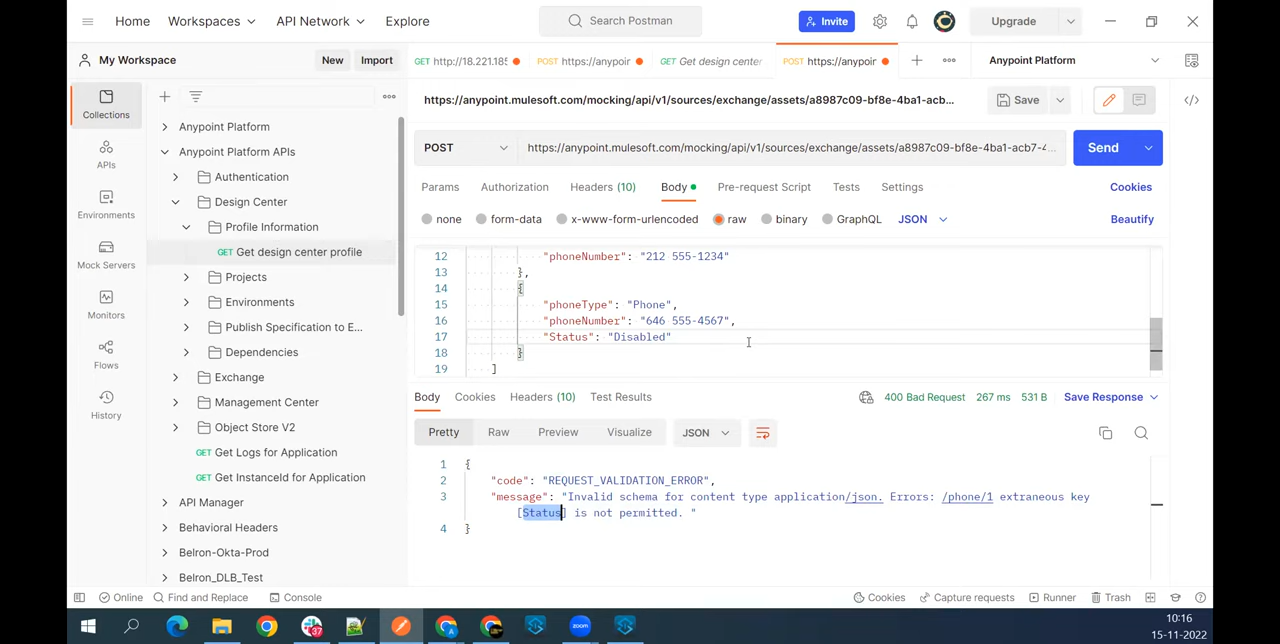 Home Workspaces API Network Explore Search Postman Invite Upgrade
My Workspace New Import GET http://18.221.185 POST https://anypoir GET Get design center POST https://anypoir Anypoint Platform
Collections
APIs
Environments
Mock Servers
Monitors
Flows
History
Anypoint Platform
Anypoint Platform APIs
Authentication
Design Center
Profile Information
GET Get design center profile
Projects
Environments
Publish Specification to E...
Dependencies
Exchange
Management Center
Object Store V2
GET Get Logs for Application
GET Get InstanceId for Application
API Manager
Behavioral Headers
Belron-Okta-Prod
Belron_DLB_Test
https://anypoint.mulesoft.com/mocking/api/v1/sources/exchange/assets/a8987c09-bf8e-4ba1-acb... Save
POST https://anypoint.mulesoft.com/mocking/api/v1/sources/exchange/assets/a8987c09-bf8e-4ba1-acb7-4... Send
Params Authorization Headers (10) Body Pre-request Script Tests Settings Cookies
none form-data x-www-form-urlencoded raw binary GraphQL JSON Beautify
12 "phoneNumber": "212 555-1234"
13 },
14 {
15 "phoneType": "Phone",
16 "phoneNumber": "646 555-4567",
17 "Status": "Disabled"
18 }
19 ]
Body Cookies Headers (10) Test Results 400 Bad Request 267 ms 531 B Save Response
Pretty Raw Preview Visualize JSON
1 {
2 "code": "REQUEST_VALIDATION_ERROR",
3 "message": "Invalid schema for content type application/json. Errors: /phone/1 extraneous key
[Status] is not permitted. "
4 }
Online Find and Replace Console Cookies Capture requests Runner Trash
37
A
zoom
10:16
15-11-2022